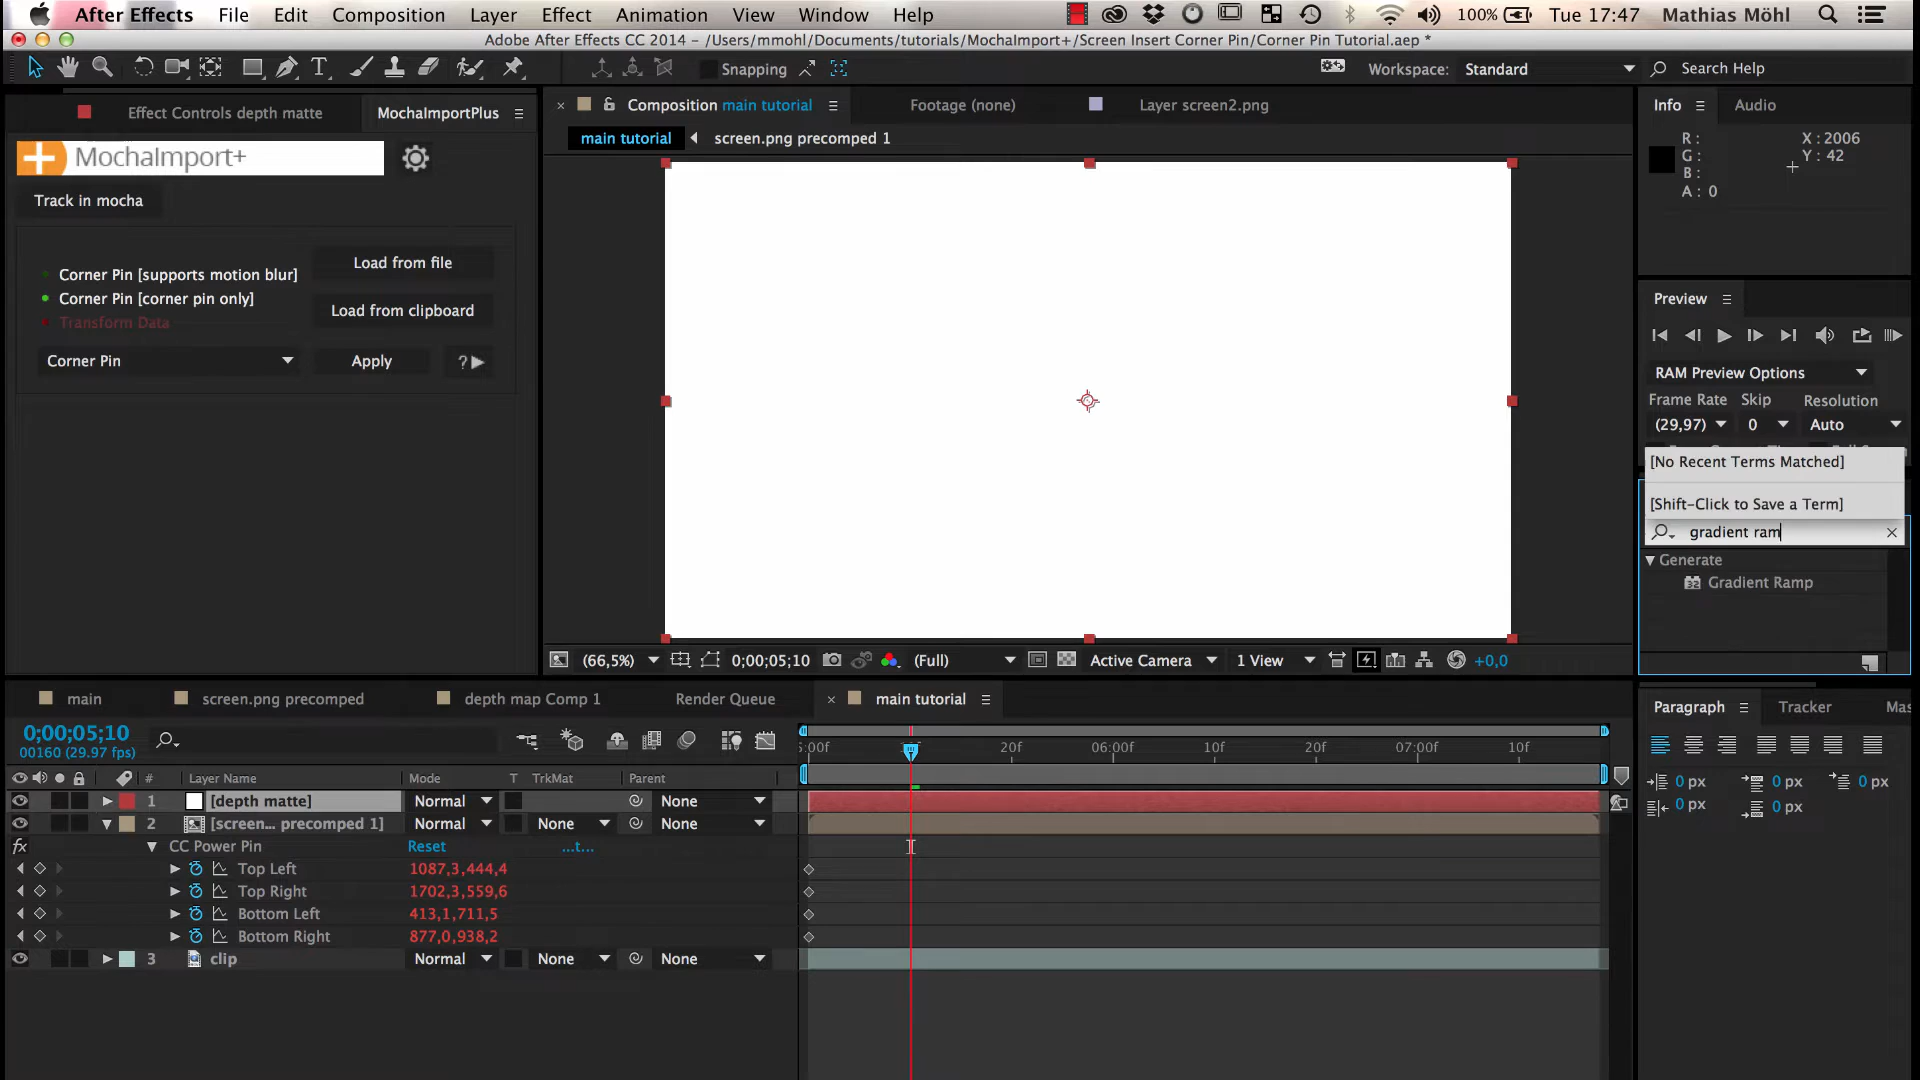 After Effects File Edit Composition Layer Effect Animation View Window Help 100% Tue 17:47 Mathias Möhl
Adobe After Effects CC 2014 - /Users/mmohl/Documents/tutorials/MochaImport+/Screen Insert Corner Pin/Corner Pin Tutorial.aep *
T Snapping Workspace: Standard Search Help
Effect Controls depth matte MochaImportPlus
Composition main tutorial Footage (none) Layer screen2.png
Info Audio
main tutorial screen.png precomped 1
R : X : 2006
G : Y : 42
B :
A : 0
MochaImport+
Track in mocha
Corner Pin [supports motion blur] Load from file
Corner Pin [corner pin only] Load from clipboard
Transform Data
Corner Pin Apply ?
Preview
RAM Preview Options
Frame Rate Skip Resolution
(29,97) 0 Auto
[No Recent Terms Matched]
[Shift-Click to Save a Term]
gradient ram
Generate
32 Gradient Ramp
(66,5%) 0;00;05;10 (Full) Active Camera 1 View +0,0
main screen.png precomped depth map Comp 1 Render Queue main tutorial
Paragraph Tracker Mas
0;00;05;10
00160 (29.97 fps)
:00f 20f 06:00f 10f 20f 07:00f 10f
# Layer Name Mode T TrkMat Parent
1 [depth matte] Normal None
2 [screen... precomped 1] Normal None None
fx CC Power Pin Reset ...t...
Top Left 1087,3,444,4
Top Right 1702,3,559,6
Bottom Left 413,1,711,5
Bottom Right 877,0,938,2
3 clip Normal None None
0 px 0 px 0 px
0 px 0 px